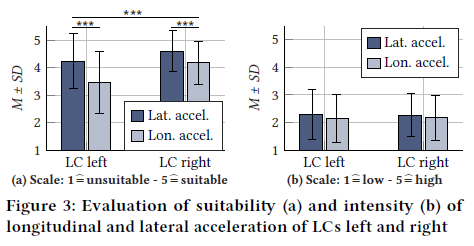 ***
*** ***
5
4
3
2
1
M ± SD
Lat. accel.
Lon. accel.
LC left LC right
(a) Scale: 1≙unsuitable - 5≙suitable
5
4
3
2
1
M ± SD
Lat. accel.
Lon. accel.
LC left LC right
(b) Scale: 1≙low - 5≙high
Figure 3: Evaluation of suitability (a) and intensity (b) of
longitudinal and lateral acceleration of LCs left and right